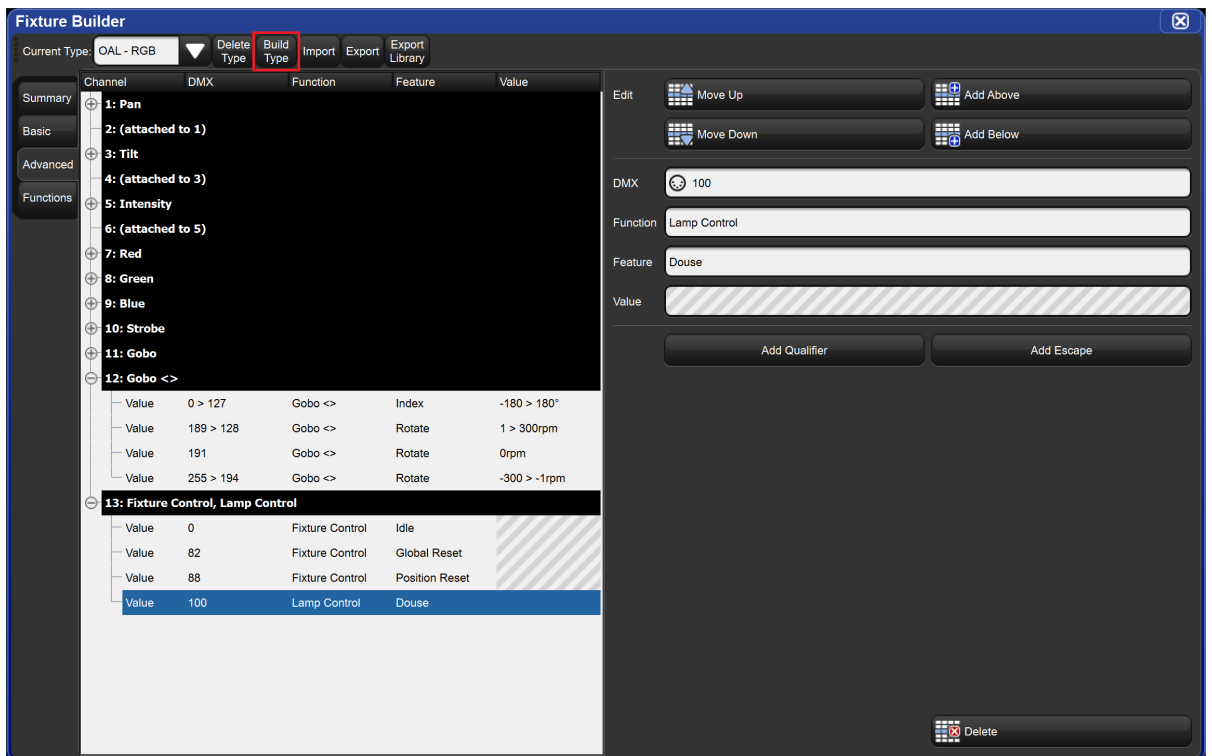 Fixture Builder
Current Type: OAL - RGB Delete Type Build Type Import Export Export Library
Summary
Basic
Advanced
Functions
Channel DMX Function Feature Value
1: Pan
2: (attached to 1)
3: Tilt
4: (attached to 3)
5: Intensity
6: (attached to 5)
7: Red
8: Green
9: Blue
10: Strobe
11: Gobo
12: Gobo <>
Value 0 > 127 Gobo <> Index -180 > 180°
Value 189 > 128 Gobo <> Rotate 1 > 300rpm
Value 191 Gobo <> Rotate 0rpm
Value 255 > 194 Gobo <> Rotate -300 > -1rpm
13: Fixture Control, Lamp Control
Value 0 Fixture Control Idle
Value 82 Fixture Control Global Reset
Value 88 Fixture Control Position Reset
Value 100 Lamp Control Douse
Edit Move Up Add Above
Move Down Add Below
DMX 100
Function Lamp Control
Feature Douse
Value
Add Qualifier Add Escape
Delete